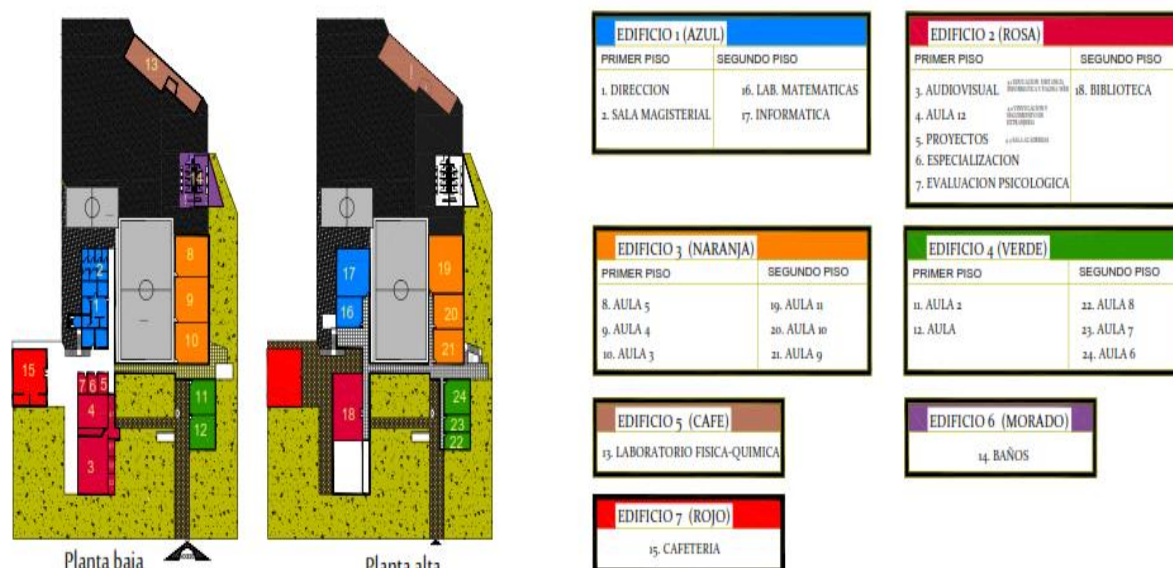 13
14
2
1
8
9
10
15
7 6 5
4
3
11
12
Planta baja
17
16
19
20
21
18
24
23
22
Planta alta
EDIFICIO 1 (AZUL)
PRIMER PISO SEGUNDO PISO
1. DIRECCION 16. LAB. MATEMATICAS
2. SALA MAGISTERIAL 17. INFORMATICA
EDIFICIO 2 (ROSA)
PRIMER PISO SEGUNDO PISO
3. AUDIOVISUAL 18. BIBLIOTECA
4. AULA 12
5. PROYECTOS
6. ESPECIALIZACION
7. EVALUACION PSICOLOGICA
EDIFICIO 3 (NARANJA)
PRIMER PISO SEGUNDO PISO
8. AULA 5 19. AULA 11
9. AULA 4 20. AULA 10
10. AULA 3 21. AULA 9
EDIFICIO 4 (VERDE)
PRIMER PISO SEGUNDO PISO
11. AULA 2 22. AULA 8
12. AULA 23. AULA 7
24. AULA 6
EDIFICIO 5 (CAFE)
13. LABORATORIO FISICA-QUIMICA
EDIFICIO 6 (MORADO)
14. BAÑOS
EDIFICIO 7 (ROJO)
15. CAFETERIA